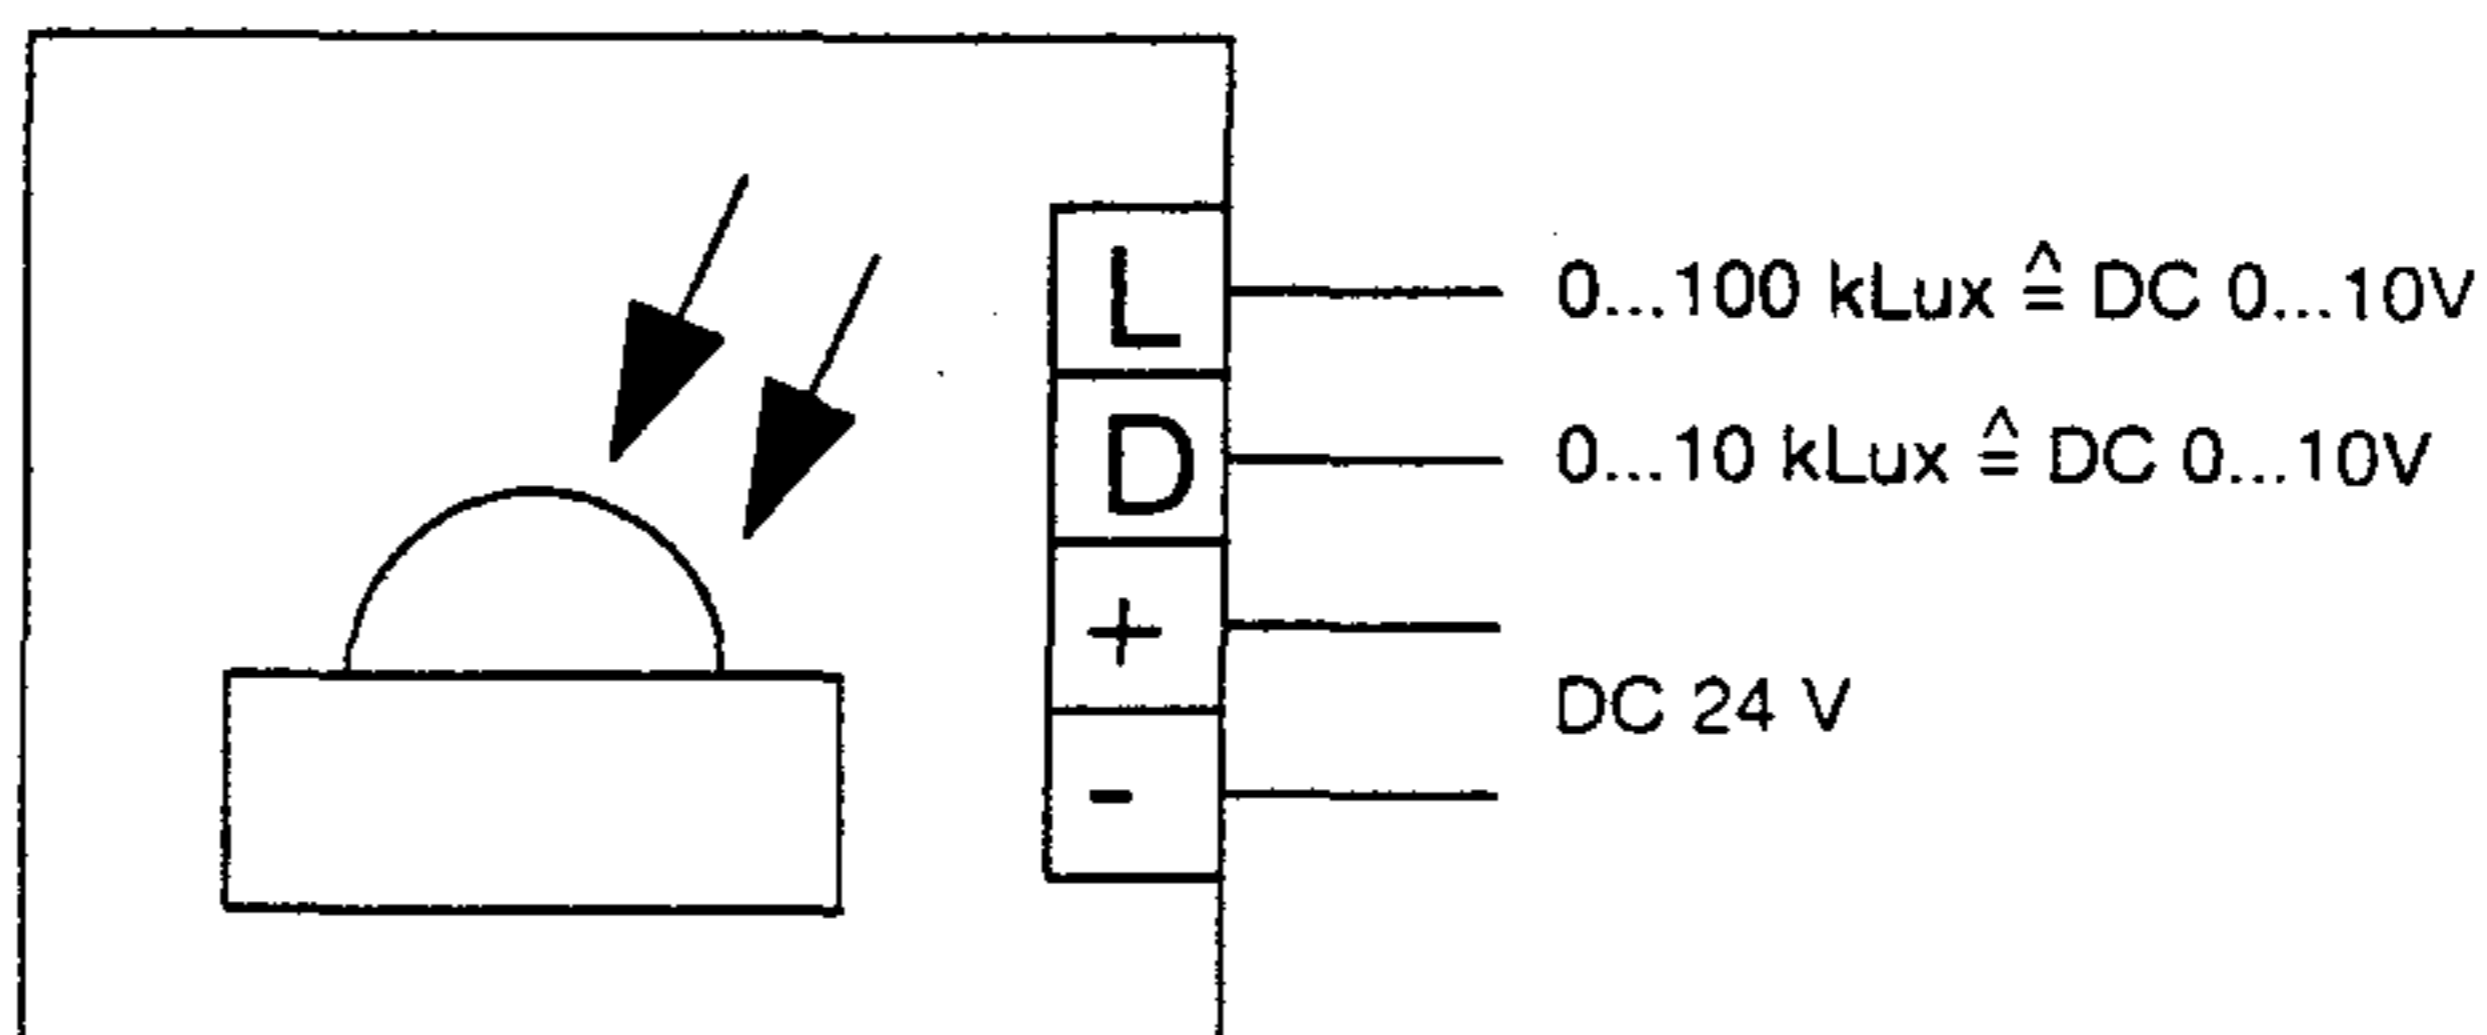 L 0...100 kLux ≙ DC 0...10V
D 0...10 kLux ≙ DC 0...10V
+
DC 24 V
-